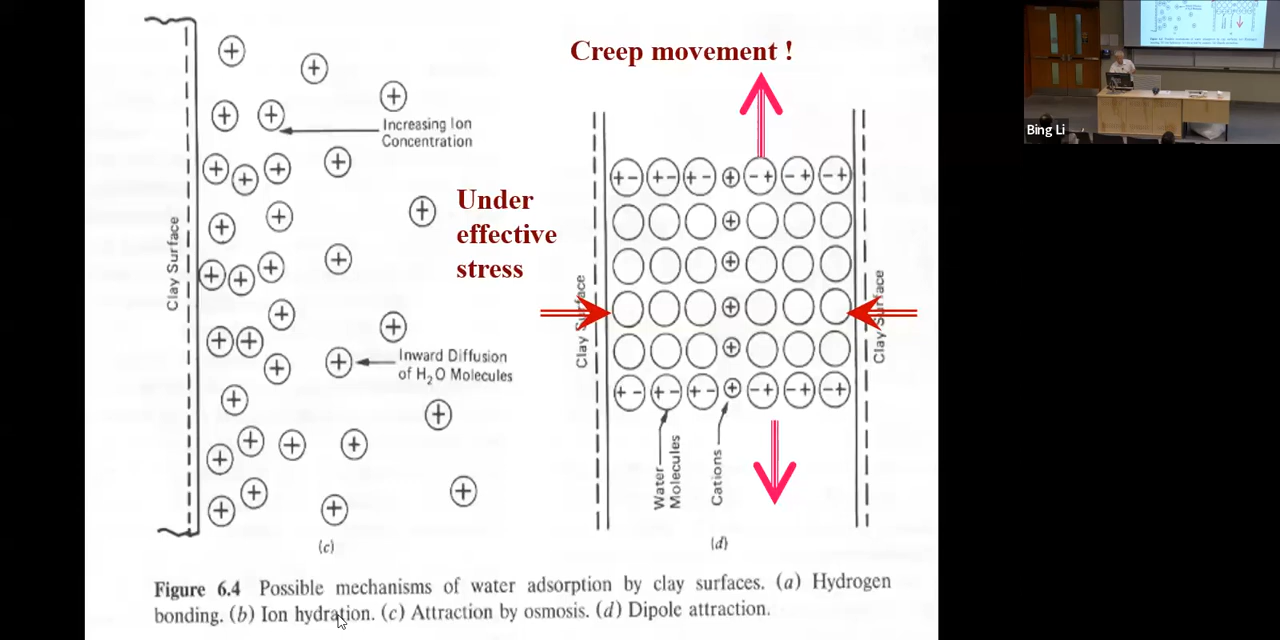 Clay Surface
Increasing Ion
Concentration
Inward Diffusion
of H₂O Molecules
(c)
Under
effective
stress
Creep movement !
Clay Surface
Clay Surface
Water
Molecules
Cations
(d)
Figure 6.4 Possible mechanisms of water adsorption by clay surfaces. (a) Hydrogen
bonding. (b) Ion hydration. (c) Attraction by osmosis. (d) Dipole attraction.
Bing Li